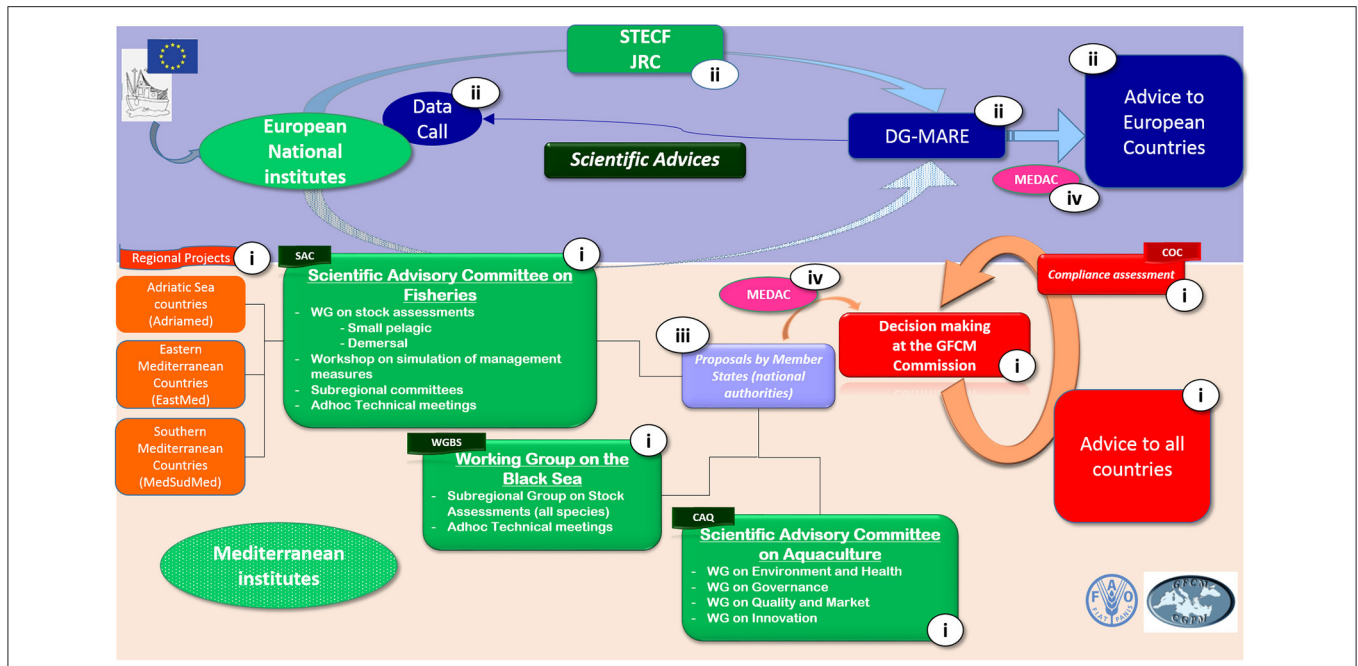 STECF
JRC
ii
ii
Data
Call
European
National
institutes
Scientific Advices
ii
DG-MARE
ii
Advice to
European
Countries
MEDAC
iv
Regional Projects
i
Adriatic Sea
countries
(Adriamed)
Eastern
Mediterranean
Countries
(EastMed)
Southern
Mediterranean
Countries
(MedSudMed)
SAC
i
Scientific Advisory Committee on
Fisheries
- WG on stock assessments
- Small pelagic
- Demersal
- Workshop on simulation of management
measures
- Subregional committees
- Adhoc Technical meetings
MEDAC
iv
iii
Proposals by Member
States (national
authorities)
COC
Compliance assessment
i
Decision making
at the GFCM
Commission
i
i
Advice to all
countries
WGBS
i
Working Group on the
Black Sea
- Subregional Group on Stock
Assessments (all species)
- Adhoc Technical meetings
CAQ
Scientific Advisory Committee
on Aquaculture
- WG on Environment and Health
- WG on Governance
- WG on Quality and Market
- WG on Innovation
i
Mediterranean
institutes
FAO
FIAT PANIS
GFCM
CGPM